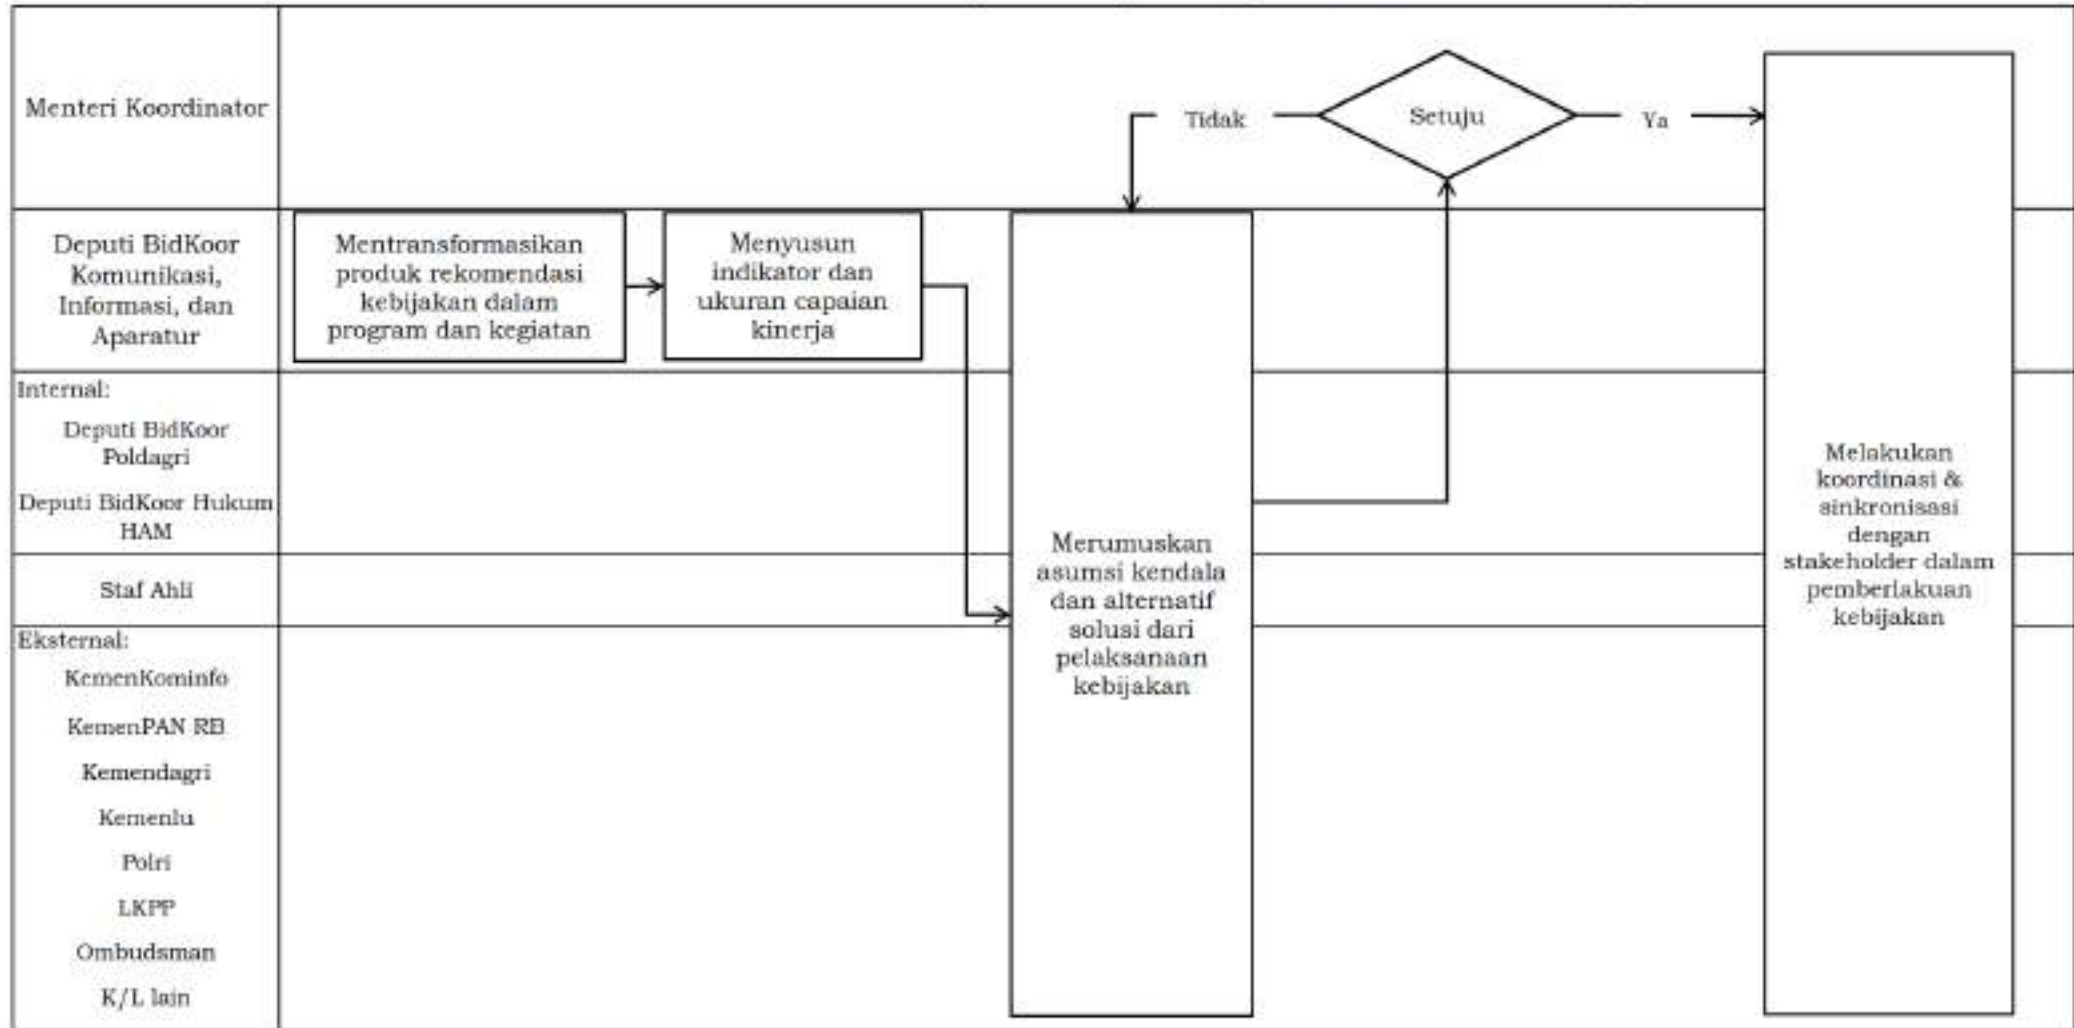 Menteri Koordinator
Tidak
Setuju
Ya
Deputi BidKoor
Komunikasi,
Informasi, dan
Aparatur
Mentransformasikan
produk rekomendasi
kebijakan dalam
program dan kegiatan
Menyusun
indikator dan
ukuran capaian
kinerja
Internal:
Deputi BidKoor
Poldagri
Deputi BidKoor Hukum
HAM
Staf Ahli
Eksternal:
KemenKominfo
KemenPAN RB
Kemendagri
Kemenlu
Polri
LKPP
Ombudsman
K/L lain
Merumuskan
asumsi kendala
dan alternatif
solusi dari
pelaksanaan
kebijakan
Melakukan
koordinasi &
sinkronisasi
dengan
stakeholder dalam
pemberlakuan
kebijakan